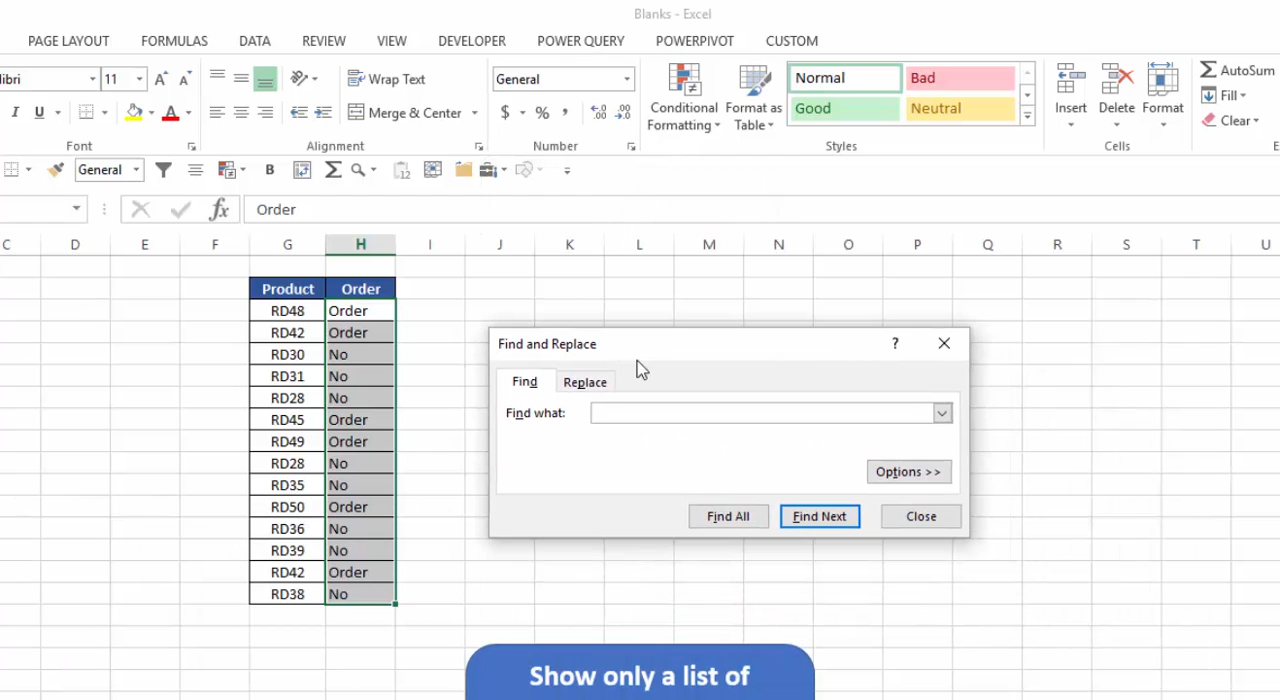 Blanks - Excel
PAGE LAYOUT FORMULAS DATA REVIEW VIEW DEVELOPER POWER QUERY POWERPIVOT CUSTOM
libri 11 A A Wrap Text General Normal Bad AutoSum
Conditional Formatting Format as Table Good Neutral Insert Delete Format Fill
I U A Merge & Center $ % , Clear
Font Alignment Number Styles Cells
General B
fx Order
C D E F G H I J K L M N O P Q R S T U
Product Order
RD48 Order
RD42 Order
RD30 No
RD31 No
RD28 No
RD45 Order
RD49 Order
RD28 No
RD35 No
RD50 Order
RD36 No
RD39 No
RD42 Order
RD38 No
Find and Replace ?
Find Replace
Find what:
Options >>
Find All Find Next Close
Show only a list of